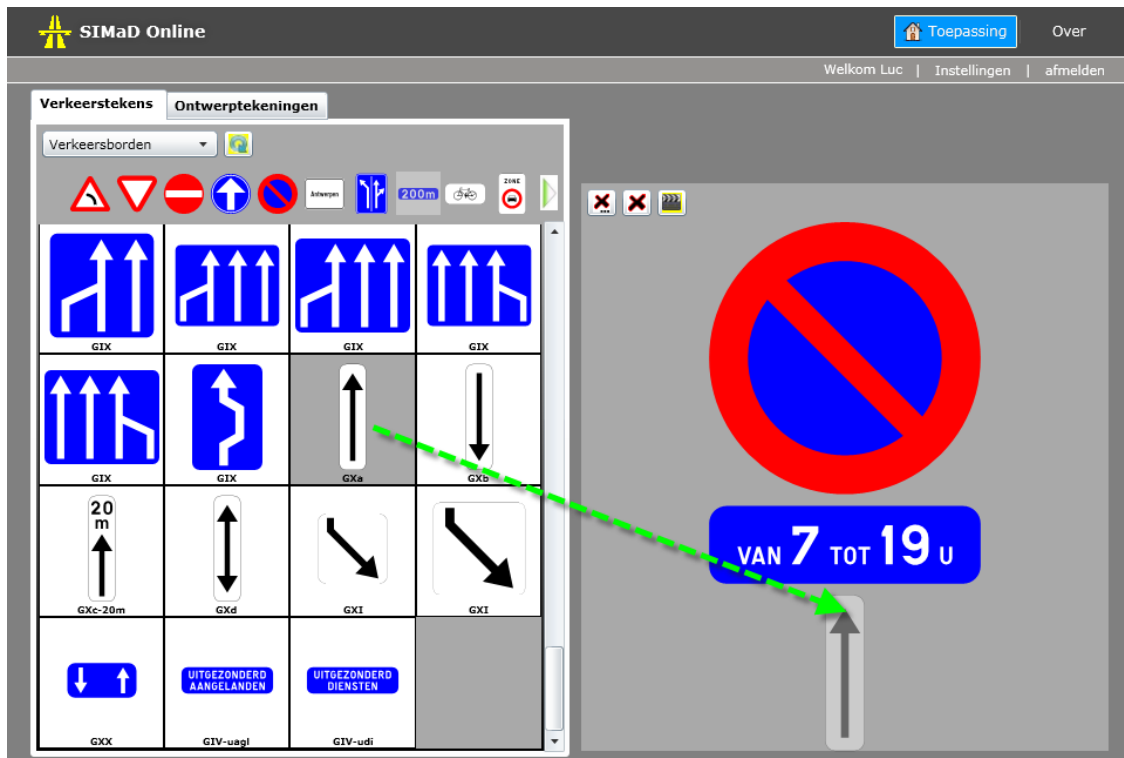 SIMaD Online
Toepassing
Over
Welkom Luc | Instellingen | afmelden
Verkeerstekens
Ontwerptekeningen
Verkeersborden
Antwerpen
200m
ZONE
GIX
GIX
GIX
GIX
GIX
GIX
GXa
GXb
20
m
GXc-20m
GXd
GXI
GXI
UITGEZONDERD
AANGELANDEN
UITGEZONDERD
DIENSTEN
GXX
GIV-uagl
GIV-udi
VAN 7 TOT 19 U